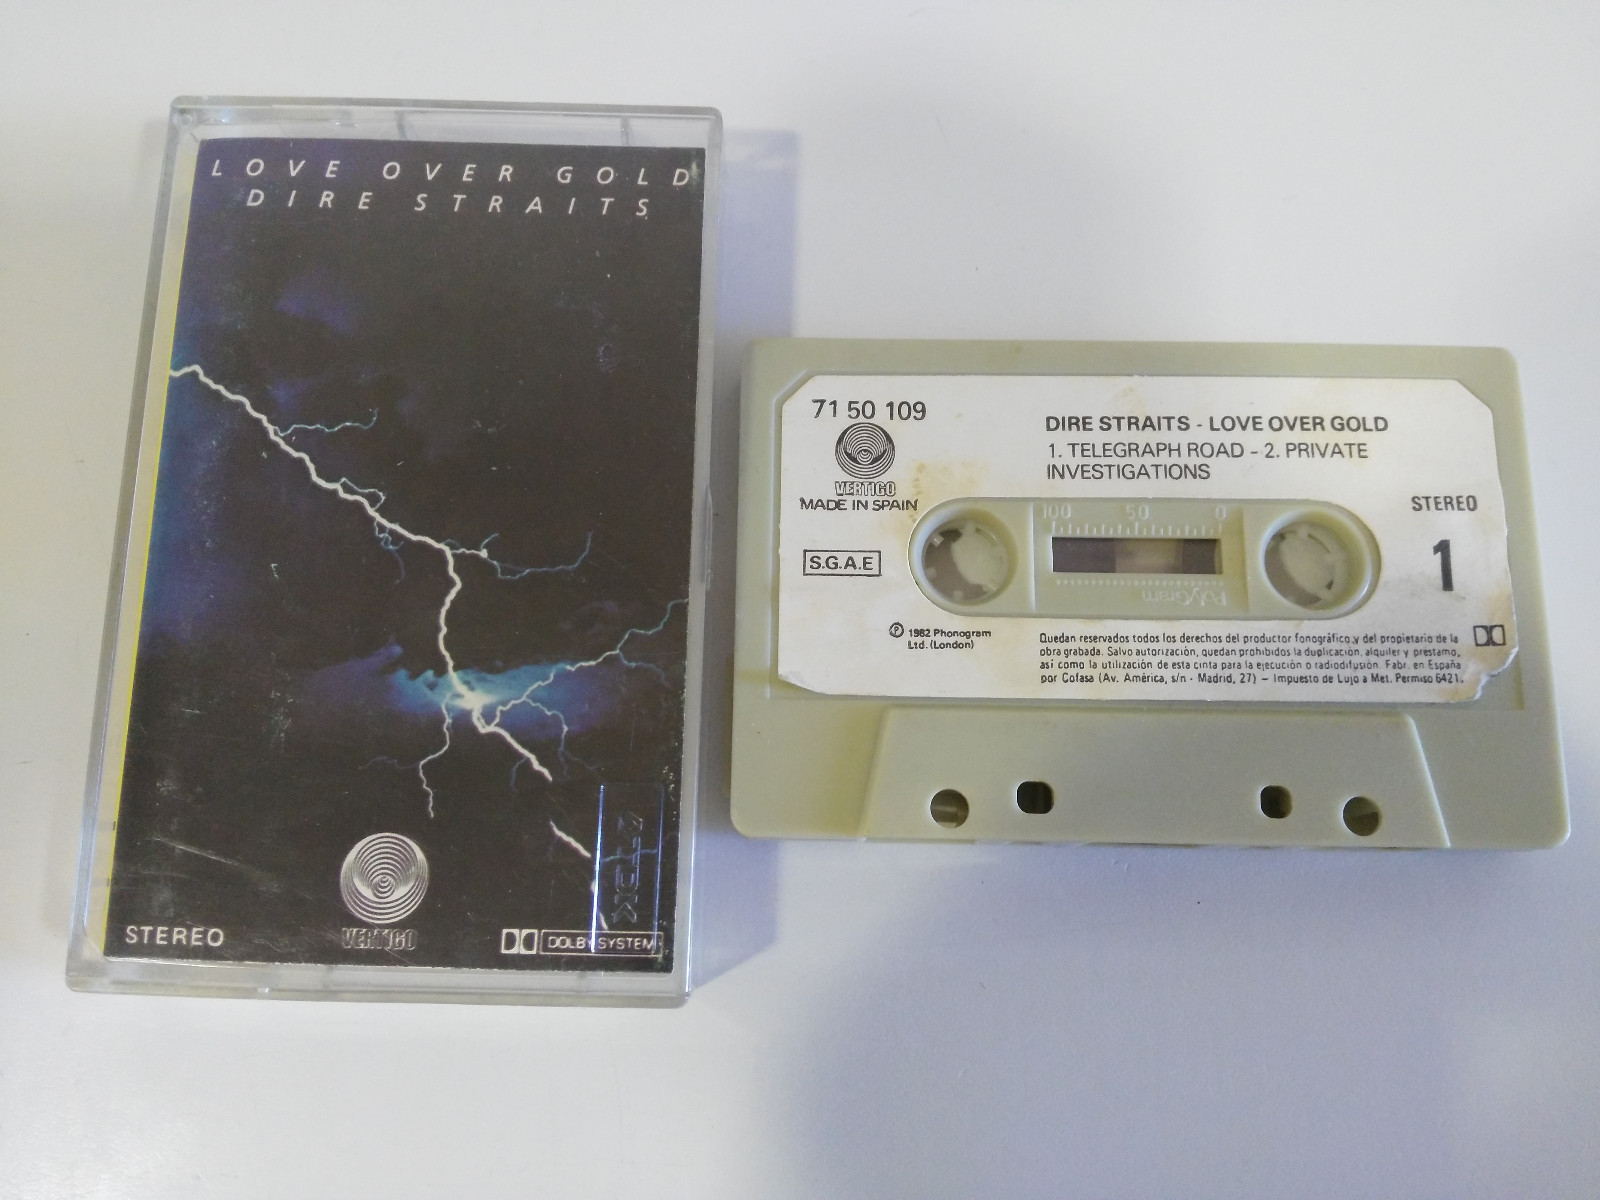 LOVE OVER GOLD
DIRE STRAITS
STEREO
VERTIGO
DOLBY SYSTEM
TDK
71 50 109
VERTIGO
MADE IN SPAIN
S.G.A.E
DIRE STRAITS - LOVE OVER GOLD
1. TELEGRAPH ROAD - 2. PRIVATE
INVESTIGATIONS
STEREO
1
100 50 0
PolyGram
℗ 1982 Phonogram
Ltd. (London)
Quedan reservados todos los derechos del productor fonográfico y del propietario de la
obra grabada. Salvo autorización, quedan prohibidos la duplicación, alquiler y préstamo,
así como la utilización de esta cinta para la ejecución o radiodifusión. Fabr. en España
por Cofasa (Av. América, s/n - Madrid, 27) – Impuesto de Lujo a Met. Permiso 6421.